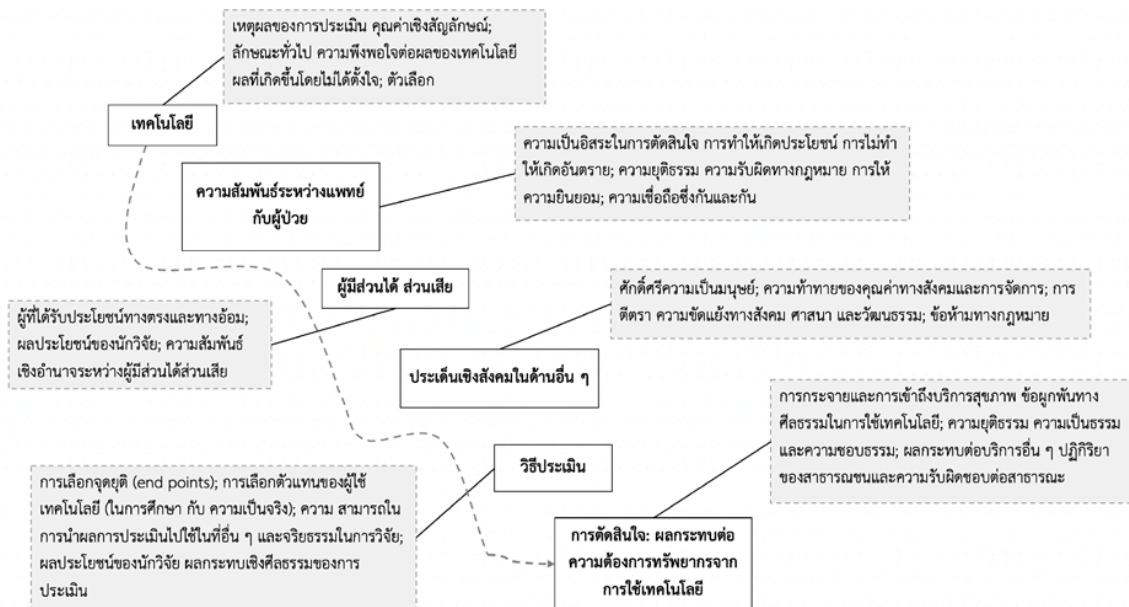 เหตุผลของการประเมิน คุณค่าเชิงสัญลักษณ์;
ลักษณะทั่วไป ความพึงพอใจต่อผลของเทคโนโลยี
ผลที่เกิดขึ้นโดยไม่ได้ตั้งใจ; ตัวเลือก
เทคโนโลยี
ความเป็นอิสระในการตัดสินใจ การทำให้เกิดประโยชน์ การไม่ทำ
ให้เกิดอันตราย; ความยุติธรรม ความรับผิดทางกฎหมาย การให้
ความยินยอม; ความเชื่อถือซึ่งกันและกัน
ความสัมพันธ์ระหว่างแพทย์
กับผู้ป่วย
ผู้มีส่วนได้ ส่วนเสีย
ผู้ที่ได้รับประโยชน์ทางตรงและทางอ้อม;
ผลประโยชน์ของนักวิจัย; ความสัมพันธ์
เชิงอำนาจระหว่างผู้มีส่วนได้ส่วนเสีย
ศักดิ์ศรีความเป็นมนุษย์; ความท้าทายของคุณค่าทางสังคมและการจัดการ; การ
ตีตรา ความขัดแย้งทางสังคม ศาสนา และวัฒนธรรม; ข้อห้ามทางกฎหมาย
ประเด็นเชิงสังคมในด้านอื่น ๆ
การกระจายและการเข้าถึงบริการสุขภาพ ข้อผูกพันทาง
ศีลธรรมในการใช้เทคโนโลยี; ความยุติธรรม ความเป็นธรรม
และความชอบธรรม; ผลกระทบต่อบริการอื่น ๆ ปฏิกิริยา
ของสาธารณชนและความรับผิดชอบต่อสาธารณะ
วิธีประเมิน
การเลือกจุดยุติ (end points); การเลือกตัวแทนของผู้ใช้
เทคโนโลยี (ในการศึกษา กับ ความเป็นจริง); ความ สามารถใน
การนำผลการประเมินไปใช้ในที่อื่น ๆ และจริยธรรมในการวิจัย;
ผลประโยชน์ของนักวิจัย ผลกระทบเชิงศีลธรรมของการ
ประเมิน
การตัดสินใจ: ผลกระทบต่อ
ความต้องการทรัพยากรจาก
การใช้เทคโนโลยี